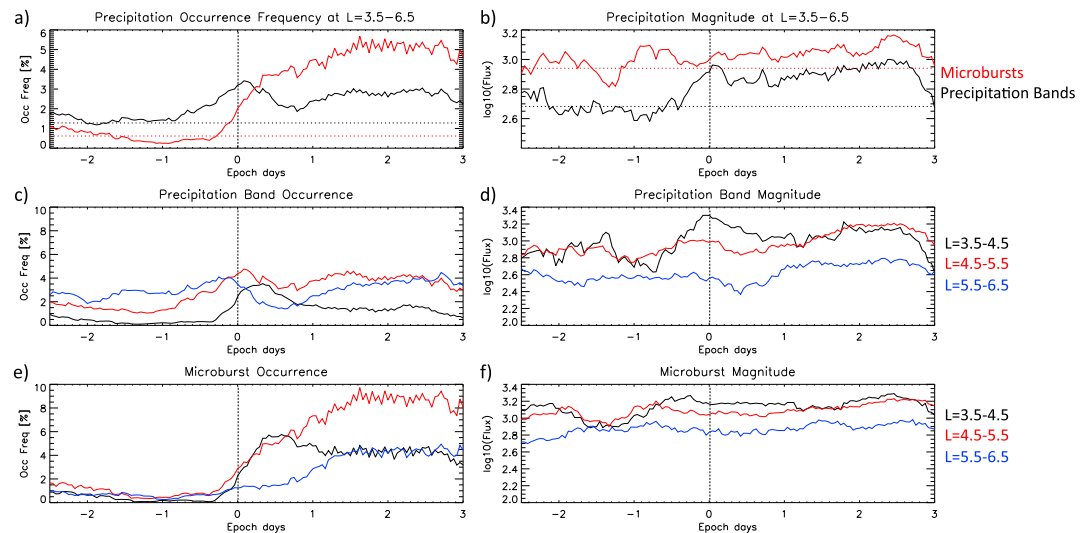 a) Precipitation Occurrence Frequency at L=3.5-6.5
Occ Freq [%]
6
5
4
3
2
1
0
-2 -1 0 1 2 3
Epoch days
b) Precipitation Magnitude at L=3.5-6.5
log10(Flux)
3.2
3.0
2.8
2.6
-2 -1 0 1 2 3
Epoch days
Microbursts
Precipitation Bands
c) Precipitation Band Occurrence
Occ Freq [%]
10
8
6
4
2
0
-2 -1 0 1 2 3
Epoch days
d) Precipitation Band Magnitude
log10(Flux)
3.4
3.2
3.0
2.8
2.6
2.4
2.2
2.0
-2 -1 0 1 2 3
Epoch days
L=3.5-4.5
L=4.5-5.5
L=5.5-6.5
e) Microburst Occurrence
Occ Freq [%]
10
8
6
4
2
0
-2 -1 0 1 2 3
Epoch days
f) Microburst Magnitude
log10(Flux)
3.4
3.2
3.0
2.8
2.6
2.4
2.2
2.0
-2 -1 0 1 2 3
Epoch days
L=3.5-4.5
L=4.5-5.5
L=5.5-6.5